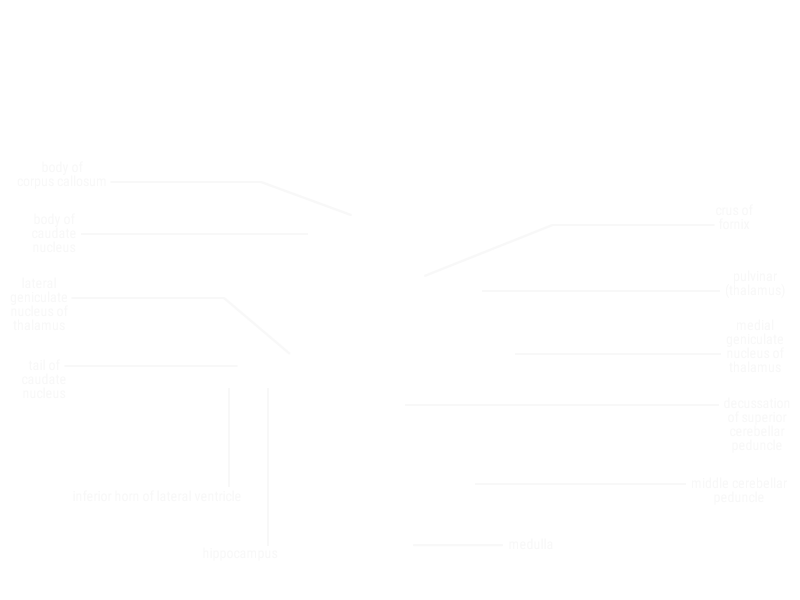 body of
corpus callosum
body of
caudate
nucleus
lateral
geniculate
nucleus of
thalamus
tail of
caudate
nucleus
inferior horn of lateral ventricle
hippocampus
crus of
fornix
pulvinar
(thalamus)
medial
geniculate
nucleus of
thalamus
decussation
of superior
cerebellar
peduncle
middle cerebellar
peduncle
medulla